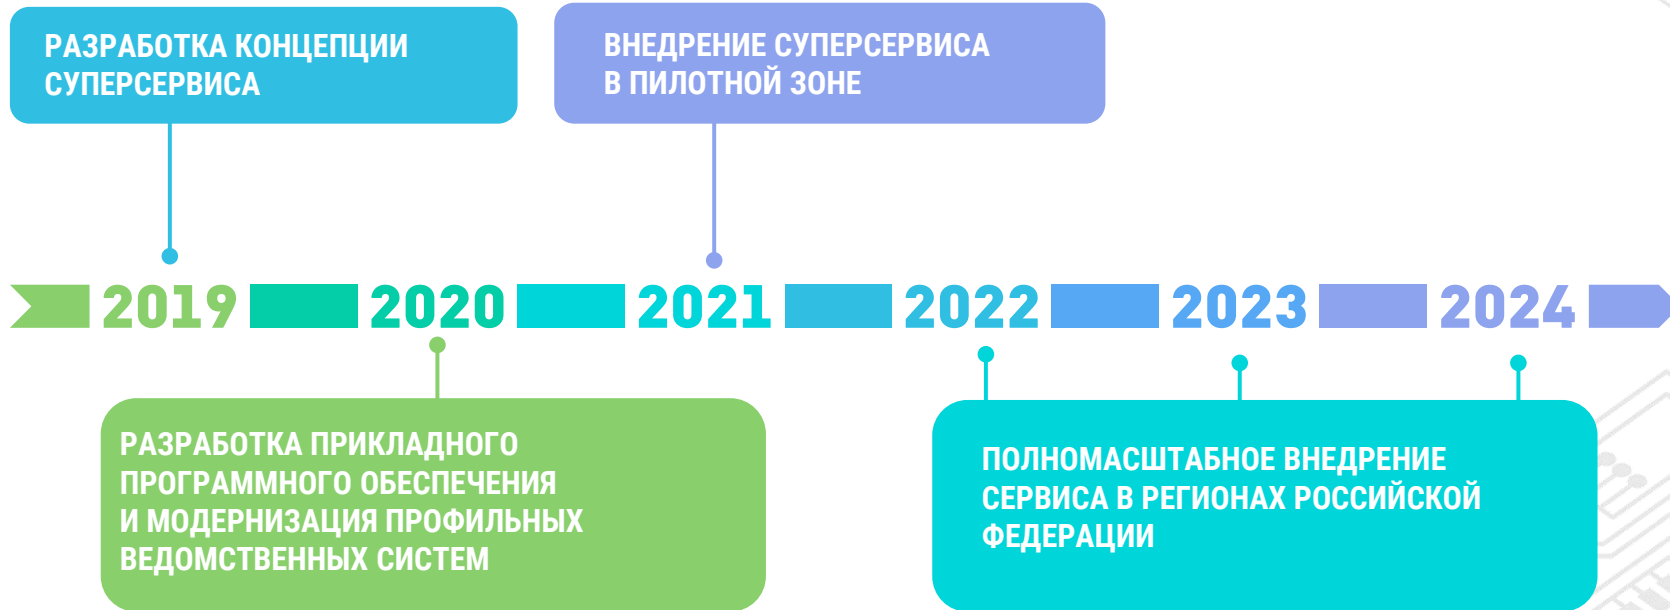 РАЗРАБОТКА КОНЦЕПЦИИ
СУПЕРСЕРВИСА
ВНЕДРЕНИЕ СУПЕРСЕРВИСА
В ПИЛОТНОЙ ЗОНЕ
2019 2020 2021 2022 2023 2024
РАЗРАБОТКА ПРИКЛАДНОГО
ПРОГРАММНОГО ОБЕСПЕЧЕНИЯ
И МОДЕРНИЗАЦИЯ ПРОФИЛЬНЫХ
ВЕДОМСТВЕННЫХ СИСТЕМ
ПОЛНОМАСШТАБНОЕ ВНЕДРЕНИЕ
СЕРВИСА В РЕГИОНАХ РОССИЙСКОЙ
ФЕДЕРАЦИИ